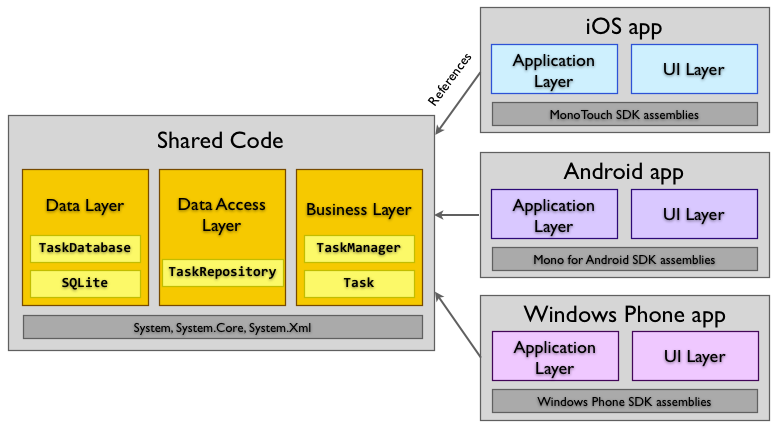 Shared Code
Data Layer
TaskDatabase
SQLite
Data Access
Layer
TaskRepository
Business Layer
TaskManager
Task
System, System.Core, System.Xml
References
iOS app
Application
Layer
UI Layer
MonoTouch SDK assemblies
Android app
Application
Layer
UI Layer
Mono for Android SDK assemblies
Windows Phone app
Application
Layer
UI Layer
Windows Phone SDK assemblies